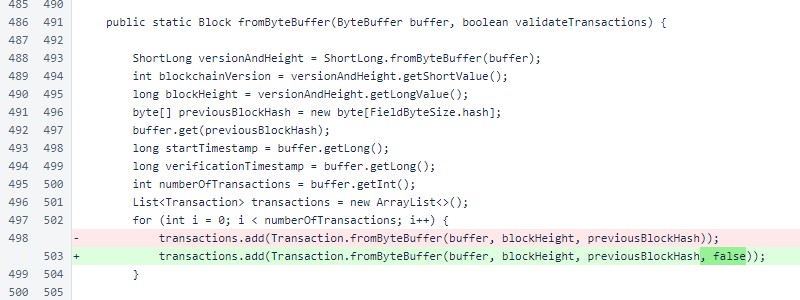 485 490
486 491 public static Block fromByteBuffer(ByteBuffer buffer, boolean validateTransactions) {
487 492
488 493 ShortLong versionAndHeight = ShortLong.fromByteBuffer(buffer);
489 494 int blockchainVersion = versionAndHeight.getShortValue();
490 495 long blockHeight = versionAndHeight.getLongValue();
491 496 byte[] previousBlockHash = new byte[FieldByteSize.hash];
492 497 buffer.get(previousBlockHash);
493 498 long startTimestamp = buffer.getLong();
494 499 long verificationTimestamp = buffer.getLong();
495 500 int numberOfTransactions = buffer.getInt();
496 501 List<Transaction> transactions = new ArrayList<>();
497 502 for (int i = 0; i < numberOfTransactions; i++) {
498 - transactions.add(Transaction.fromByteBuffer(buffer, blockHeight, previousBlockHash));
503 + transactions.add(Transaction.fromByteBuffer(buffer, blockHeight, previousBlockHash, false));
499 504 }
500 505